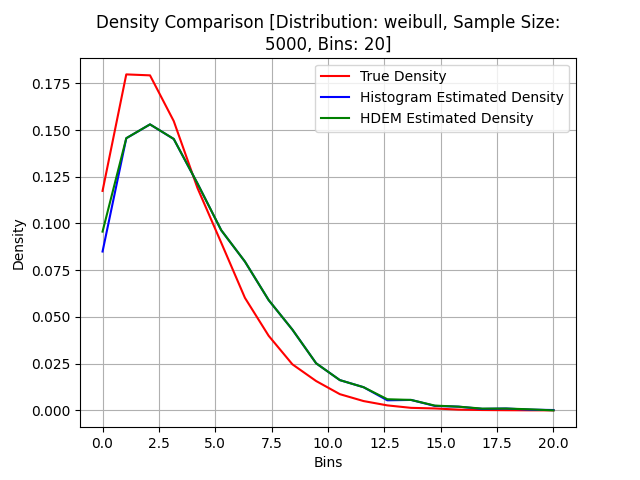 Density Comparison [Distribution: weibull, Sample Size:
5000, Bins: 20]
True Density
Histogram Estimated Density
HDEM Estimated Density
Density
0.175
0.150
0.125
0.100
0.075
0.050
0.025
0.000
0.0 2.5 5.0 7.5 10.0 12.5 15.0 17.5 20.0
Bins